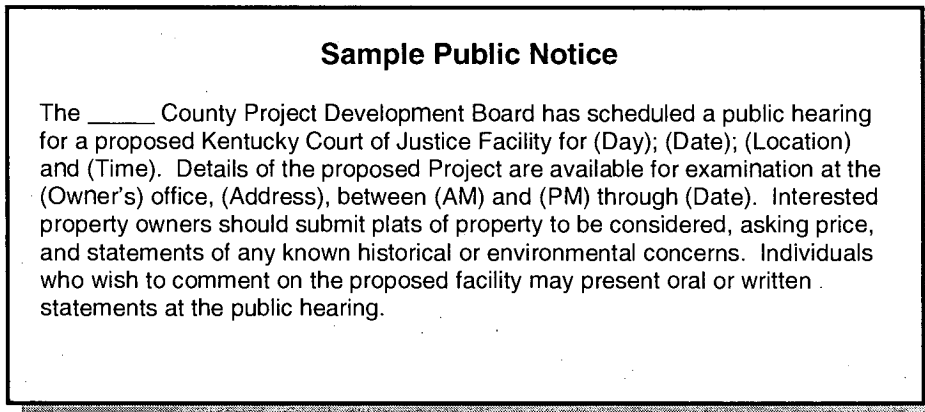 Sample Public Notice
The _____ County Project Development Board has scheduled a public hearing
for a proposed Kentucky Court of Justice Facility for (Day); (Date); (Location)
and (Time).  Details of the proposed Project are available for examination at the
(Owner's) office, (Address), between (AM) and (PM) through (Date).  Interested
property owners should submit plats of property to be considered, asking price,
and statements of any known historical or environmental concerns.  Individuals
who wish to comment on the proposed facility may present oral or written
statements at the public hearing.